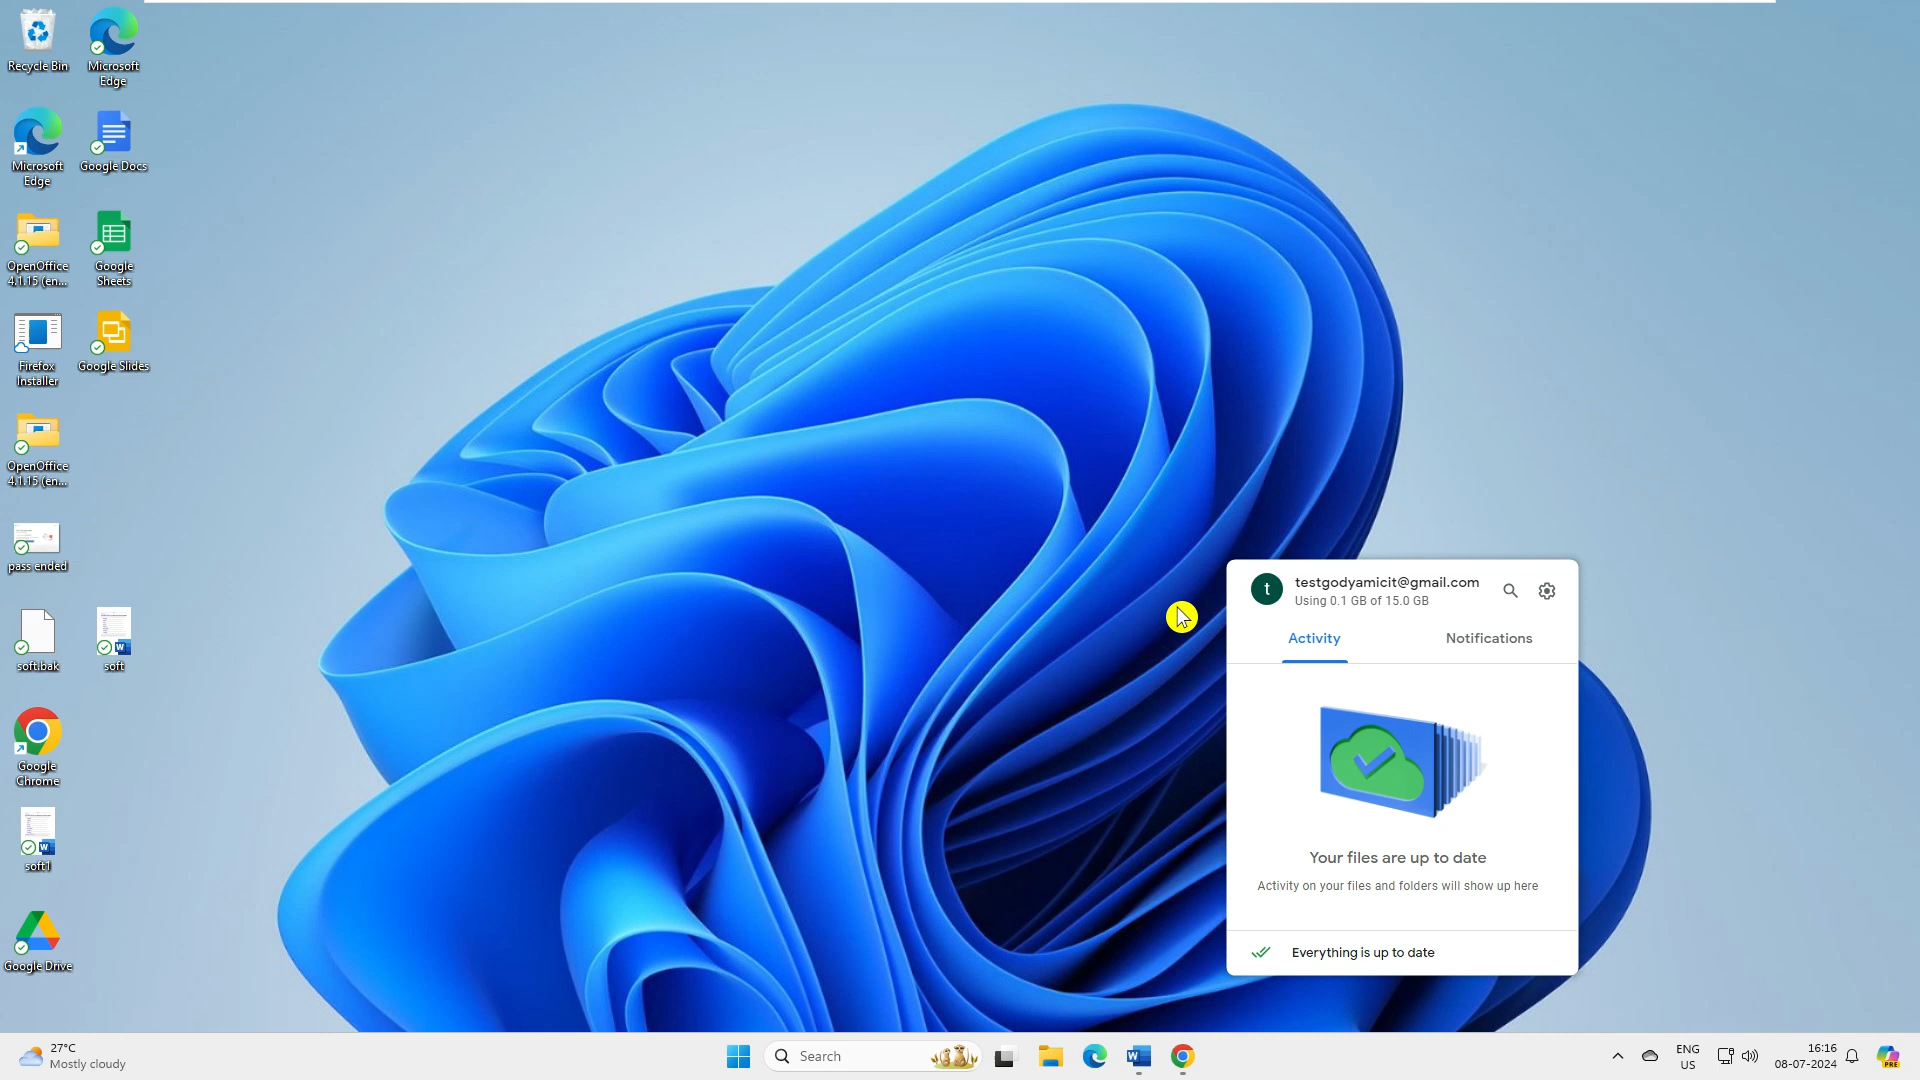 Recycle Bin
Microsoft
Edge
Microsoft
Edge
Google Docs
OpenOffice
4.1.15 (en...
Google
Sheets
Firefox
Installer
Google Slides
OpenOffice
4.1.15 (en...
pass ended
soft.bak
soft
Google
Chrome
soft1
Google Drive
t
testgodyamicit@gmail.com
Using 0.1 GB of 15.0 GB
Activity
Notifications
Your files are up to date
Activity on your files and folders will show up here
Everything is up to date
27°C
Mostly cloudy
Search
ENG
US
16:16
08-07-2024
PRE